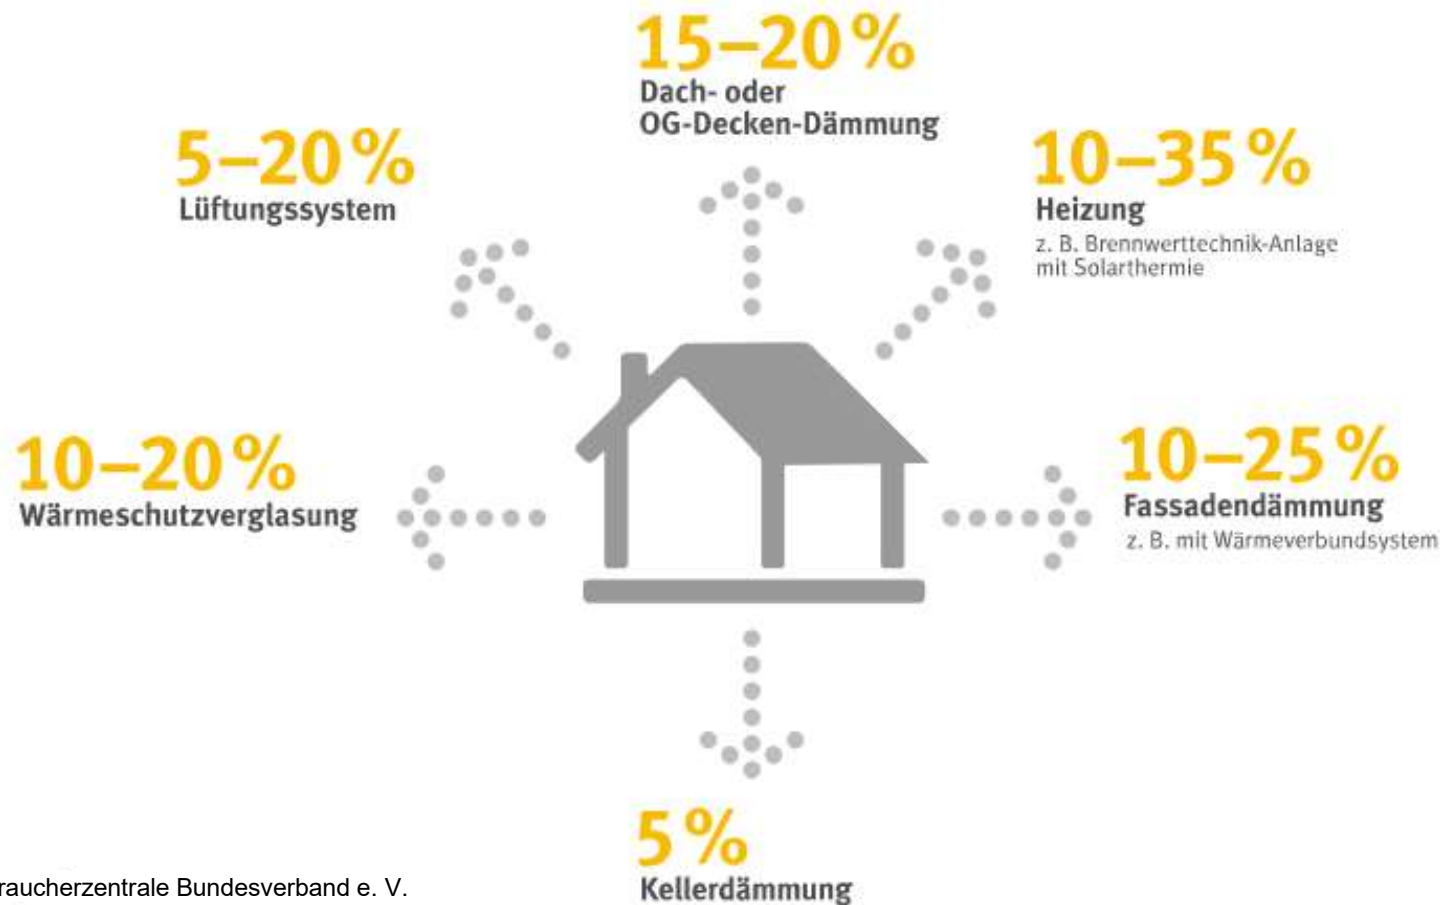 15–20 %
Dach- oder
OG-Decken-Dämmung
5–20 %
Lüftungssystem
10–35 %
Heizung
z. B. Brennwerttechnik-Anlage
mit Solarthermie
10–20 %
Wärmeschutzverglasung
10–25 %
Fassadendämmung
z. B. mit Wärmeverbundsystem
5 %
Kellerdämmung
raucherzentrale Bundesverband e. V.